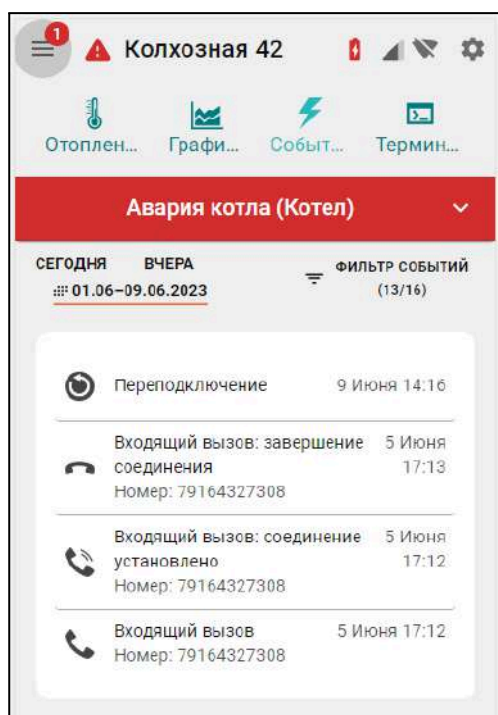 1
Колхозная 42
Отоплен... Графи... Событ... Термин...
Авария котла (Котел)
СЕГОДНЯ ВЧЕРА
01.06–09.06.2023
ФИЛЬТР СОБЫТИЙ
(13/16)
Переподключение 9 Июня 14:16
Входящий вызов: завершение 5 Июня
соединения 17:13
Номер: 79164327308
Входящий вызов: соединение 5 Июня
установлено 17:12
Номер: 79164327308
Входящий вызов 5 Июня 17:12
Номер: 79164327308